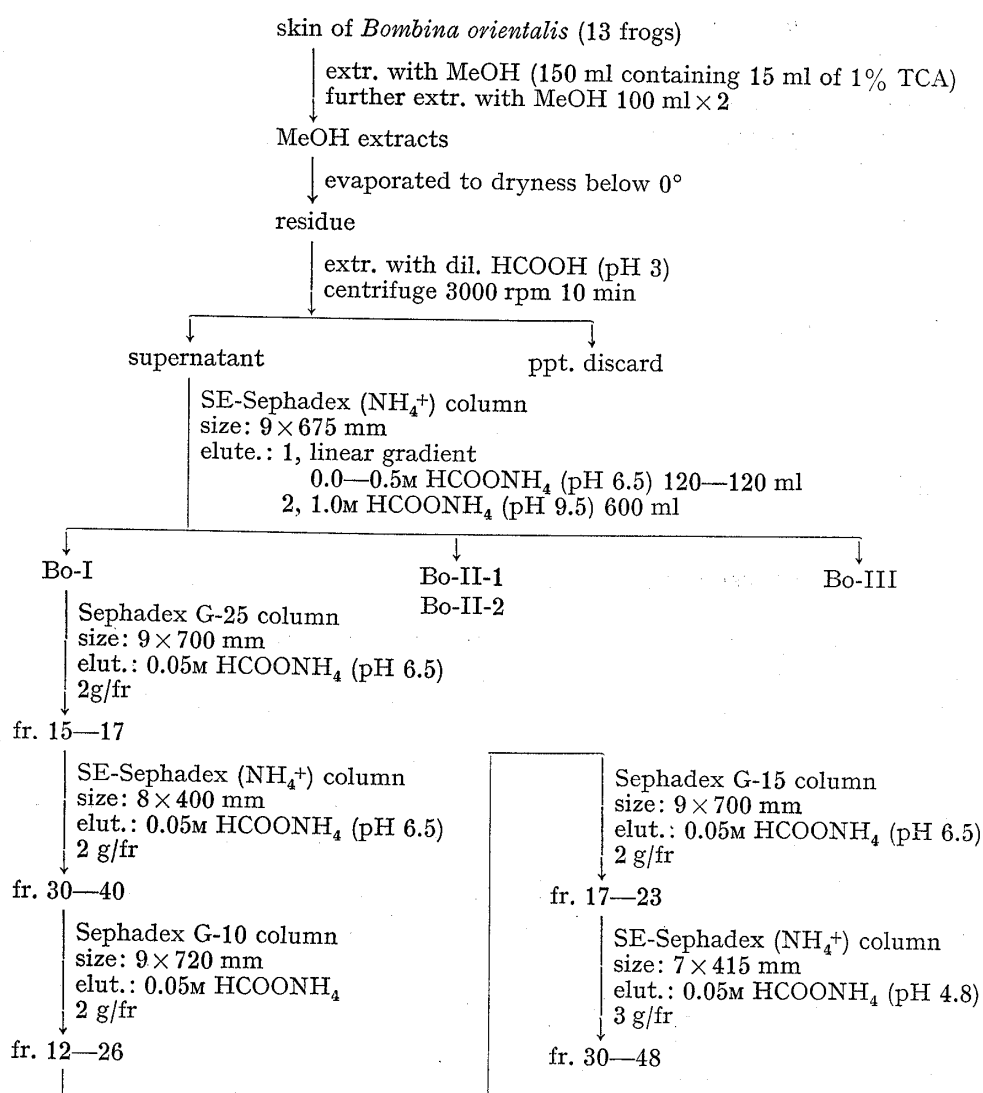 skin of Bombina orientalis (13 frogs)
extr. with MeOH (150 ml containing 15 ml of 1% TCA)
further extr. with MeOH 100 ml × 2
MeOH extracts
evaporated to dryness below 0°
residue
extr. with dil. HCOOH (pH 3)
centrifuge 3000 rpm 10 min
supernatant
ppt. discard
SE-Sephadex (NH₄⁺) column
size: 9 × 675 mm
elute.: 1, linear gradient
0.0—0.5M HCOONH₄ (pH 6.5) 120—120 ml
2, 1.0M HCOONH₄ (pH 9.5) 600 ml
Bo-I
Bo-II-1
Bo-II-2
Bo-III
Sephadex G-25 column
size: 9 × 700 mm
elut.: 0.05M HCOONH₄ (pH 6.5)
2g/fr
fr. 15—17
SE-Sephadex (NH₄⁺) column
size: 8 × 400 mm
elut.: 0.05M HCOONH₄ (pH 6.5)
2 g/fr
fr. 30—40
Sephadex G-10 column
size: 9 × 720 mm
elut.: 0.05M HCOONH₄
2 g/fr
fr. 12—26
Sephadex G-15 column
size: 9 × 700 mm
elut.: 0.05M HCOONH₄ (pH 6.5)
2 g/fr
fr. 17—23
SE-Sephadex (NH₄⁺) column
size: 7 × 415 mm
elut.: 0.05M HCOONH₄ (pH 4.8)
3 g/fr
fr. 30—48